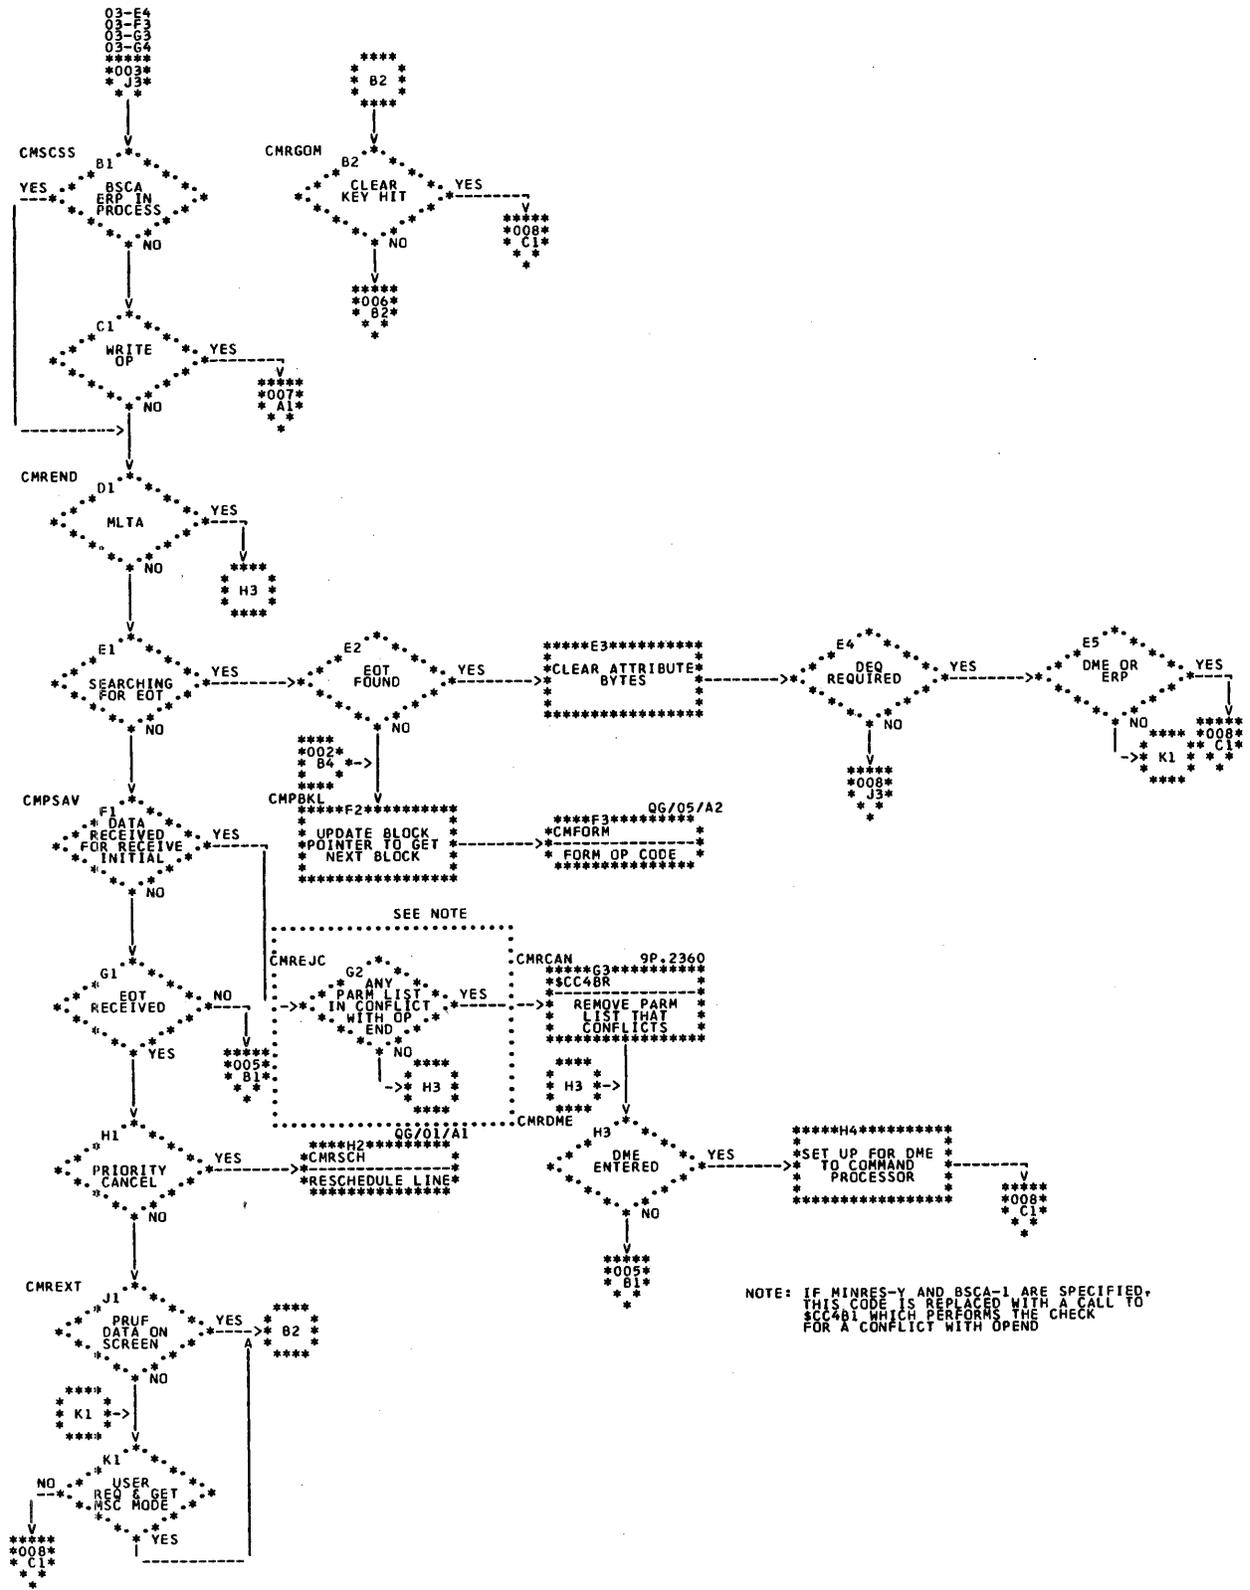 03-E4
03-F3
03-G3
03-G4
*****
*003*
* J3*
* *
*
****
* B2 *
****
CMSCSS
B1
YES
BSCA
ERP IN
PROCESS
NO
CMRGOM
B2
CLEAR
KEY HIT
YES
NO
*****
*008*
* C1*
* *
*
*****
*006*
* B2*
* *
*
C1
WRITE
OP
YES
NO
*****
*007*
* A1*
* *
*
CMREND
D1
MLTA
YES
NO
****
* H3 *
****
E1
SEARCHING
FOR EOT
YES
NO
E2
EOT
FOUND
YES
NO
*****E3**********
CLEAR ATTRIBUTE
BYTES
*****************
E4
DEQ
REQUIRED
YES
NO
E5
DME OR
ERP
YES
NO
*****
*008*
* C1*
* *
*
****
* K1 *
****
*****
*008*
* J3*
* *
*
****
*002*
* B4 *->
****
CMPSAV
F1
DATA
RECEIVED
FOR RECEIVE
INITIAL
YES
NO
CMPBKL
*****F2**********
UPDATE BLOCK
*POINTER TO GET *
NEXT BLOCK
*****************
QG/05/A2
****F3*********
*CMFORM
FORM OP CODE
***************
SEE NOTE
G1
EOT
RECEIVED
NO
YES
*****
*005*
* B1*
* *
*
CMREJC
G2
ANY
PARM LIST
IN CONFLICT
WITH OP
END
YES
NO
****
* H3 *
****
CMRCAN
9P.2360
*****G3**********
*$CC4BR
REMOVE PARM
LIST THAT
CONFLICTS
*****************
****
* H3 *->
****
H1
PRIORITY
CANCEL
YES
NO
QG/01/A1
****H2*********
*CMRSCH
*RESCHEDULE LINE*
***************
CMRDME
H3
DME
ENTERED
YES
NO
*****H4**********
*SET UP FOR DME *
TO COMMAND
PROCESSOR
*****************
*****
*008*
* C1*
* *
*
*****
*005*
* B1*
* *
*
CMREXT
J1
PRUF
DATA ON
SCREEN
YES
NO
****
* B2 *
****
NOTE: IF MINRES-Y AND BSCA-1 ARE SPECIFIED,
THIS CODE IS REPLACED WITH A CALL TO
$CC4B1 WHICH PERFORMS THE CHECK
FOR A CONFLICT WITH OPEND
****
* K1 *->
****
K1
NO
USER
REQ & GET
MSC MODE
YES
*****
*008*
* C1*
* *
*